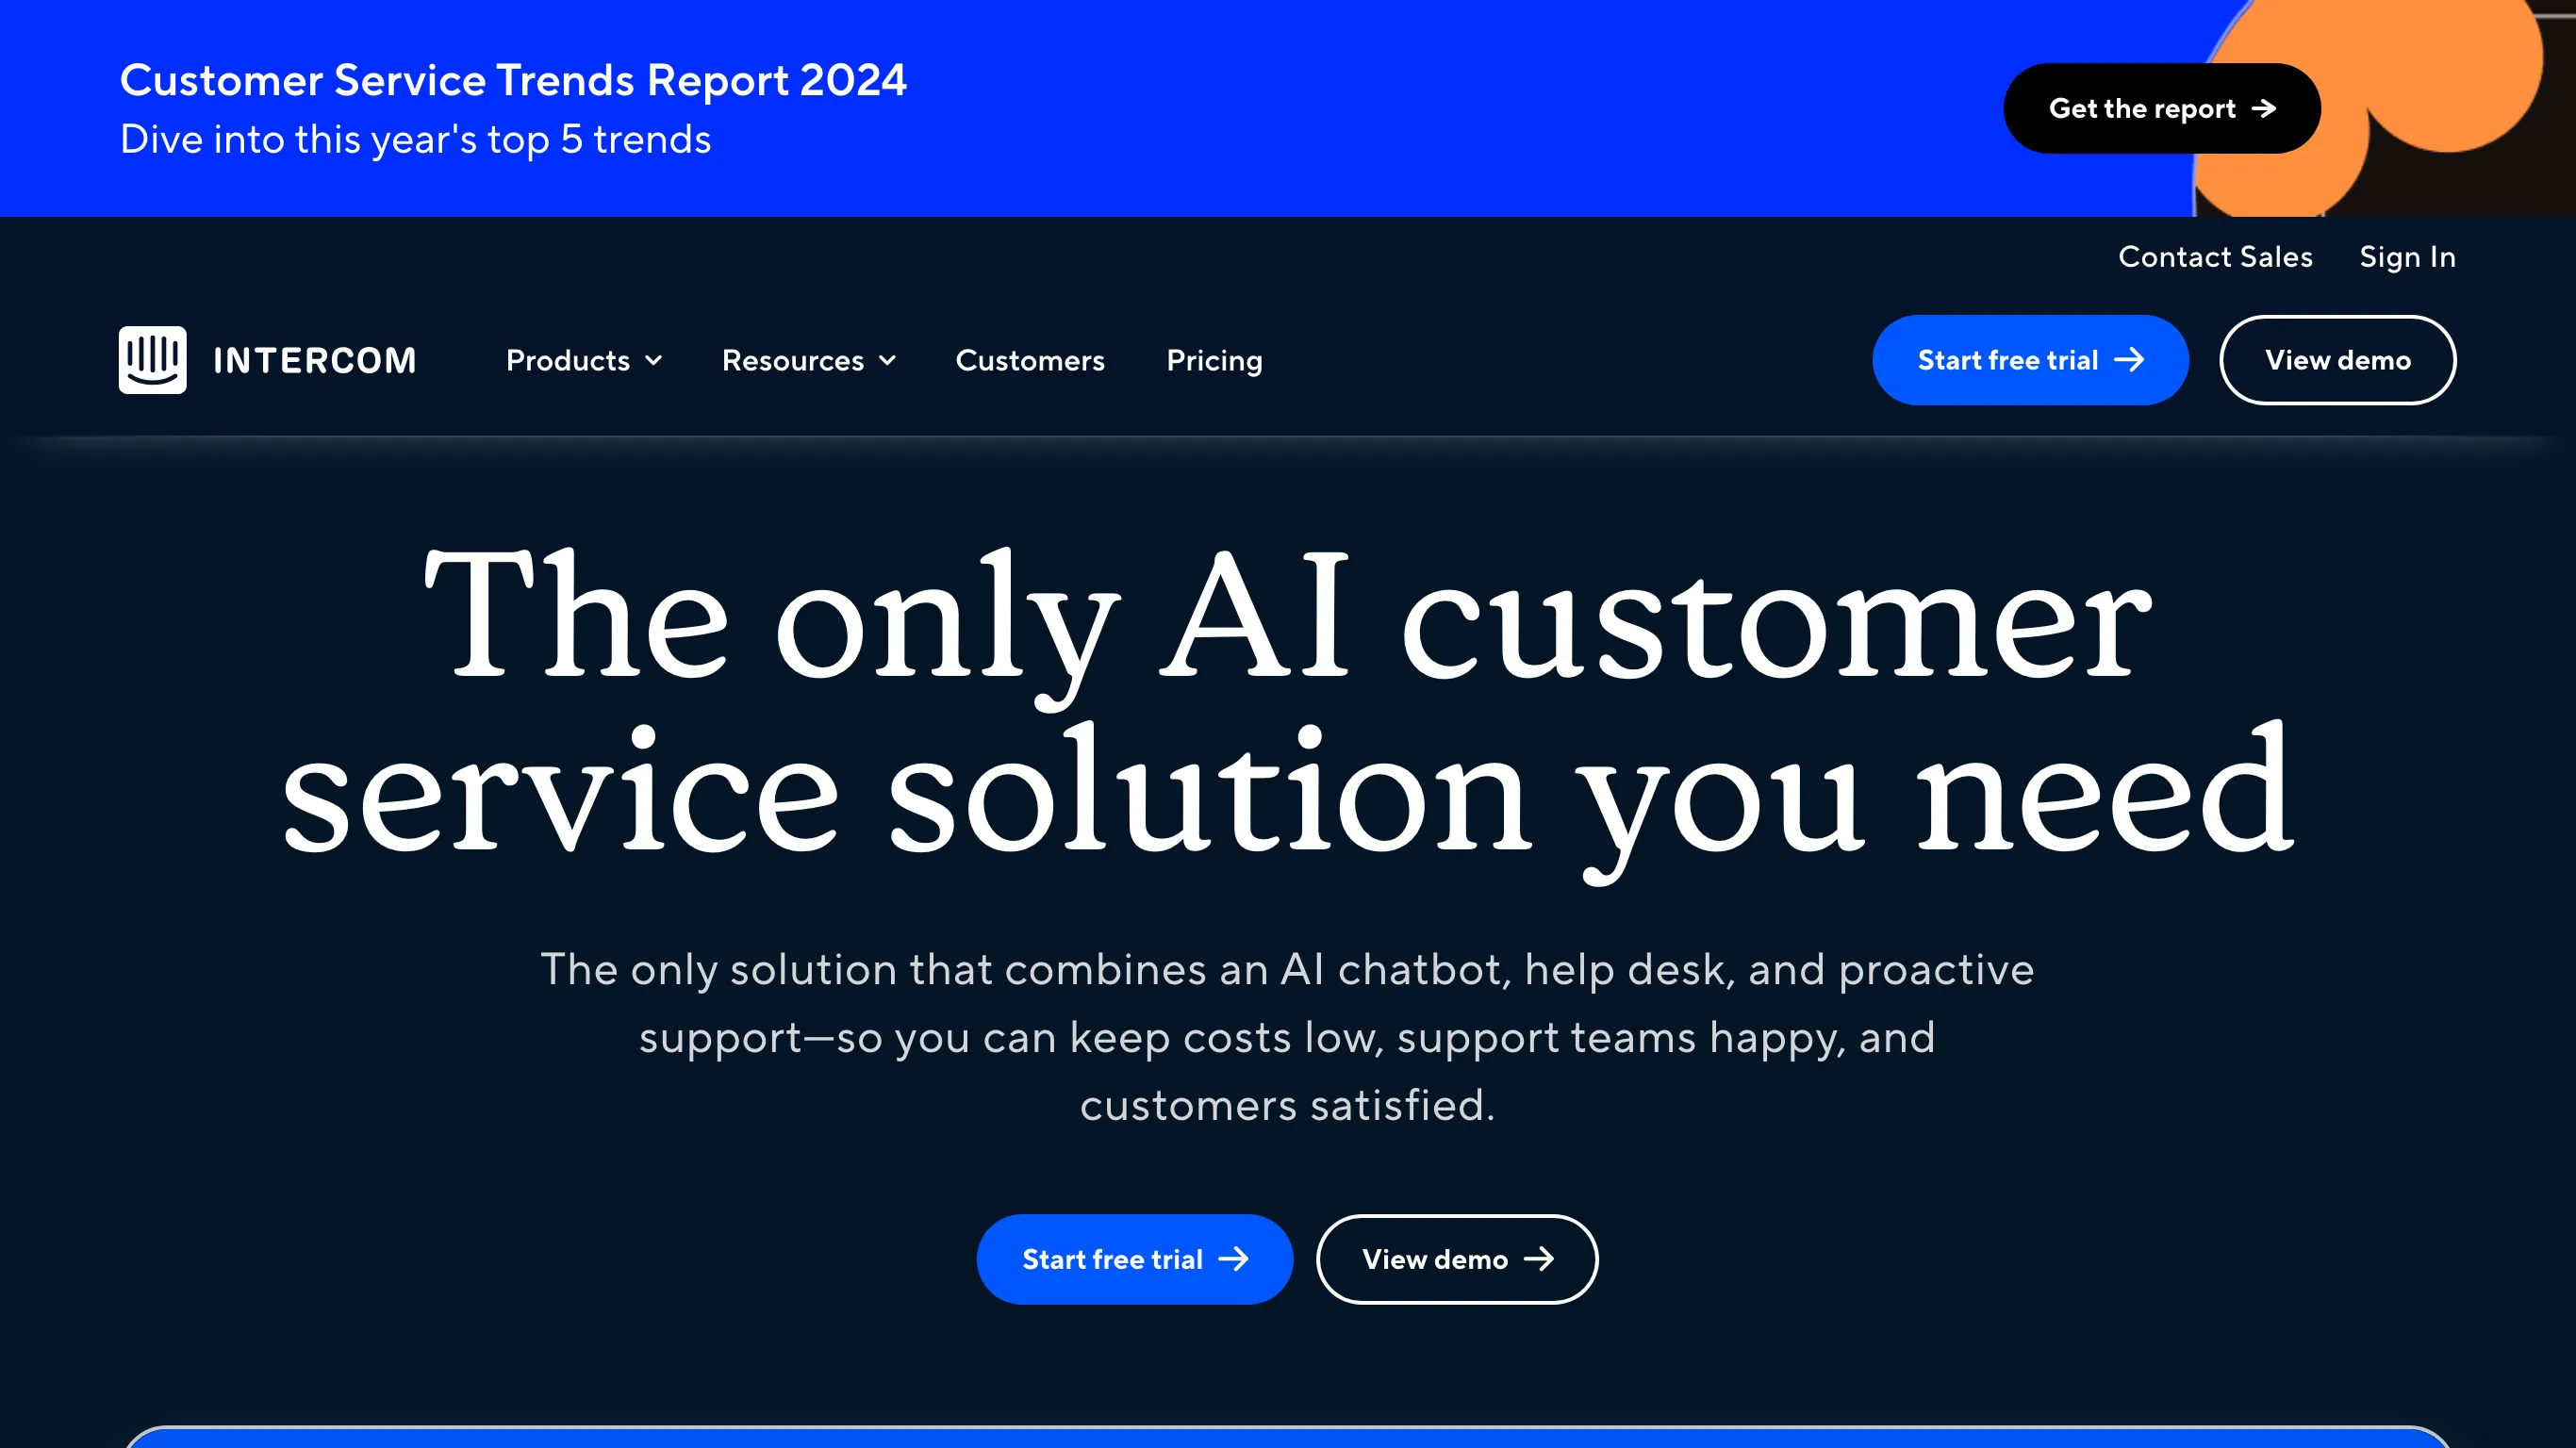 Customer Service Trends Report 2024
Dive into this year's top 5 trends
Get the report
Contact Sales
Sign In
INTERCOM
Products
Resources
Customers
Pricing
Start free trial
View demo
The only AI customer
service solution you need
The only solution that combines an AI chatbot, help desk, and proactive
support—so you can keep costs low, support teams happy, and
customers satisfied.
Start free trial
View demo